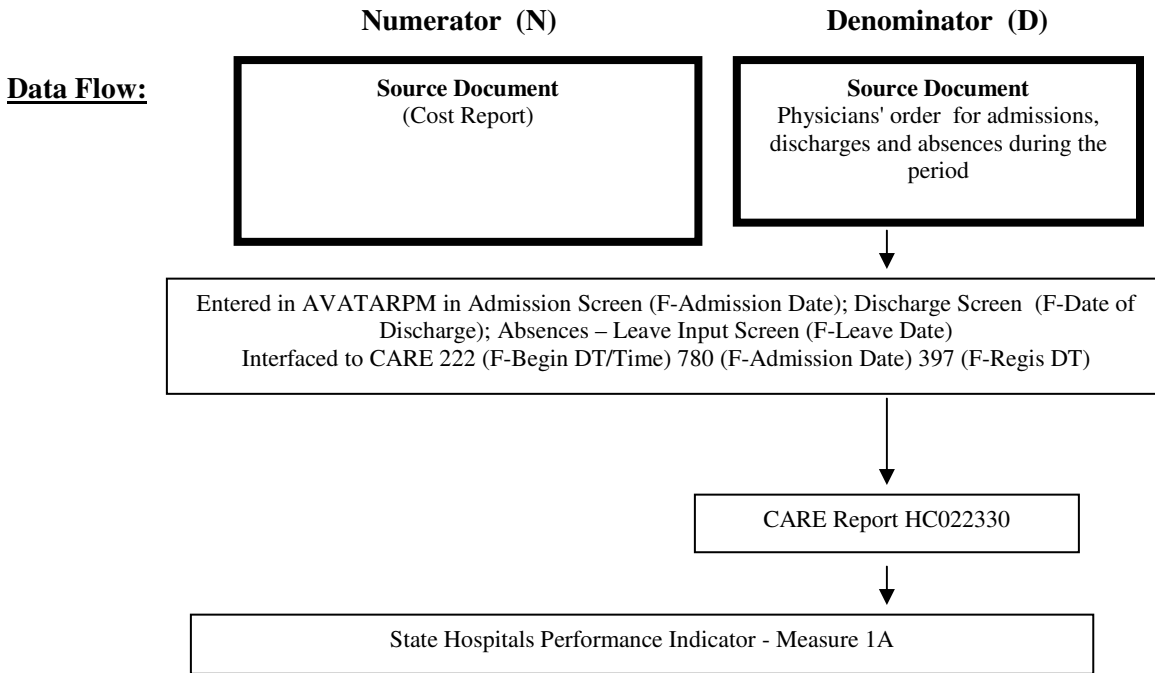 Numerator (N)
Denominator (D)
Data Flow:
Source Document
(Cost Report)
Source Document
Physicians' order for admissions,
discharges and absences during the
period
Entered in AVATARPM in Admission Screen (F-Admission Date); Discharge Screen (F-Date of
Discharge); Absences – Leave Input Screen (F-Leave Date)
Interfaced to CARE 222 (F-Begin DT/Time) 780 (F-Admission Date) 397 (F-Regis DT)
CARE Report HC022330
State Hospitals Performance Indicator - Measure 1A